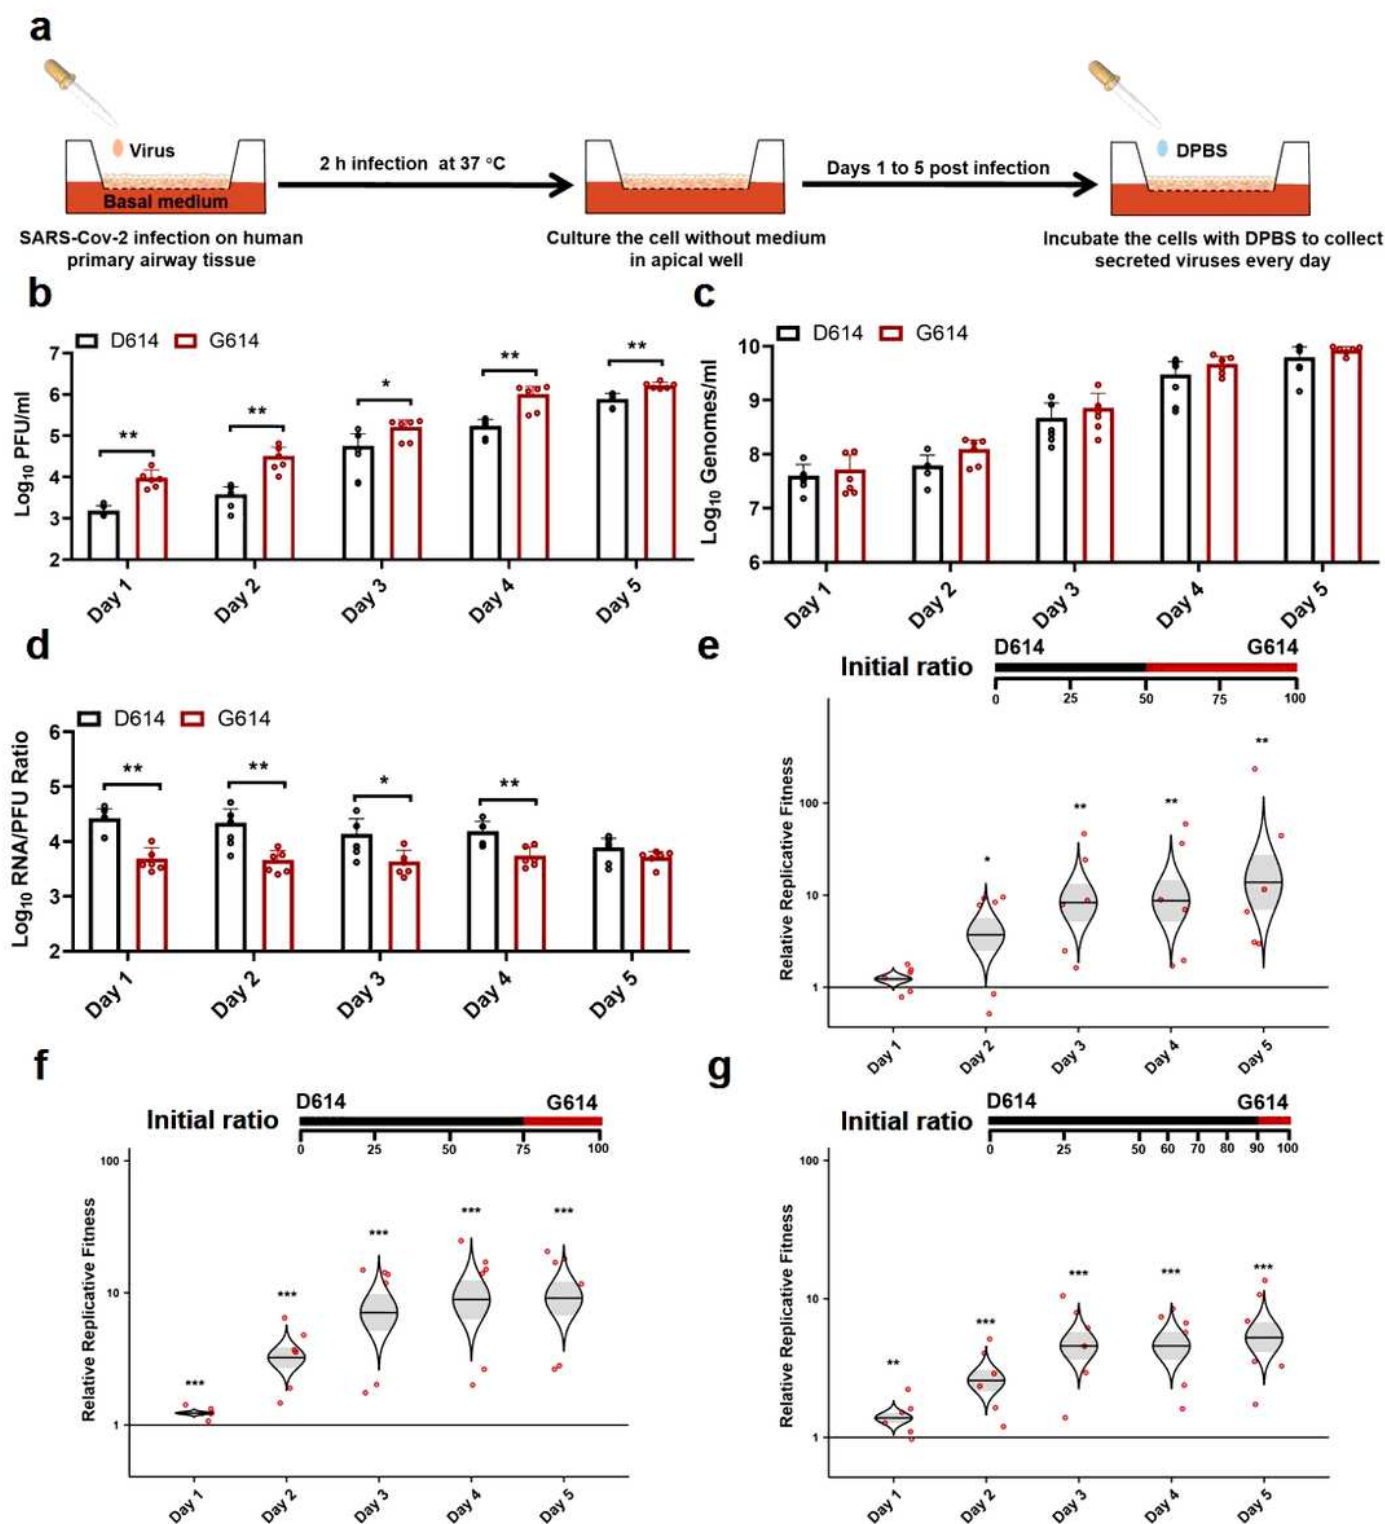 a
Virus
Basal medium
2 h infection at 37 °C
Days 1 to 5 post infection
DPBS
SARS-Cov-2 infection on human
primary airway tissue
Culture the cell without medium
in apical well
Incubate the cells with DPBS to collect
secreted viruses every day
b
D614 G614
Log10 PFU/ml
7
6
5
4
3
2
** ** * ** **
Day 1 Day 2 Day 3 Day 4 Day 5
c
D614 G614
Log10 Genomes/ml
10
9
8
7
6
Day 1 Day 2 Day 3 Day 4 Day 5
d
D614 G614
Log10 RNA/PFU Ratio
6
5
4
3
2
** ** * **
Day 1 Day 2 Day 3 Day 4 Day 5
e
D614 G614
Initial ratio
0 25 50 75 100
Relative Replicative Fitness
100
10
1
* ** ** **
Day 1 Day 2 Day 3 Day 4 Day 5
f
D614 G614
Initial ratio
0 25 50 75 100
Relative Replicative Fitness
100
10
1
*** *** *** *** ***
Day 1 Day 2 Day 3 Day 4 Day 5
g
D614 G614
Initial ratio
0 25 50 60 70 80 90 100
Relative Replicative Fitness
100
10
1
** *** *** *** ***
Day 1 Day 2 Day 3 Day 4 Day 5